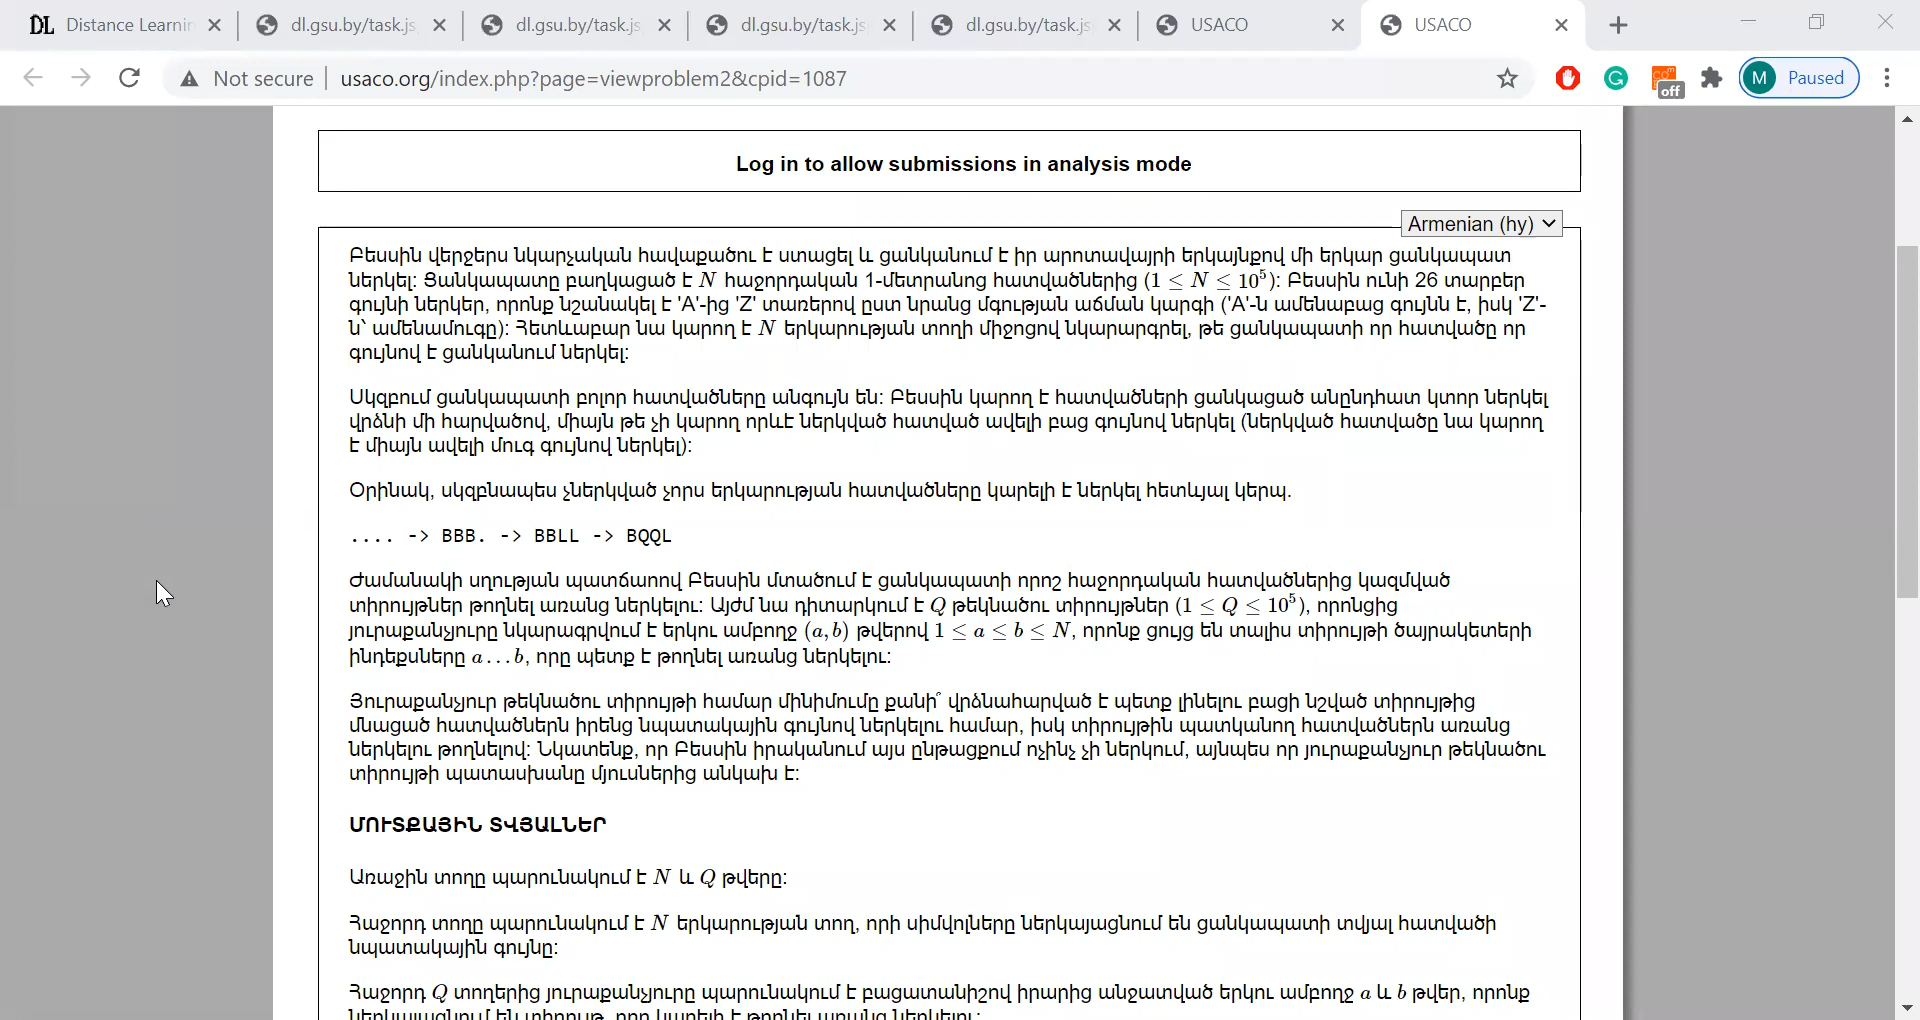 DL Distance Learnin
dl.gsu.by/task.js
dl.gsu.by/task.js
dl.gsu.by/task.js
dl.gsu.by/task.js
USACO
USACO
Not secure usaco.org/index.php?page=viewproblem2&cpid=1087
off
M Paused
Log in to allow submissions in analysis mode
Armenian (hy)
Բեսսին վերջերս նկարչական հավաքածու է ստացել և ցանկանում է իր արոտավայրի երկայնքով մի երկար ցանկապատ
ներկել: Ցանկապատը բաղկացած է N հաջորդական 1-մետրանոց հատվածներից (1 ≤ N ≤ 10⁵): Բեսսին ունի 26 տարբեր
գույնի ներկեր, որոնք նշանակել է 'A'-ից 'Z' տառերով ըստ նրանց մգության աճման կարգի ('A'-ն ամենաբաց գույնն է, իսկ 'Z'-
ն՝ ամենամուգը): Հետևաբար նա կարող է N երկարության տողի միջոցով նկարարգրել, թե ցանկապատի որ հատվածը որ
գույնով է ցանկանում ներկել:
Սկզբում ցանկապատի բոլոր հատվածները անգույն են: Բեսսին կարող է հատվածների ցանկացած անընդհատ կտոր ներկել
վրձնի մի հարվածով, միայն թե չի կարող որևէ ներկված հատված ավելի բաց գույնով ներկել (ներկված հատվածը նա կարող
է միայն ավելի մուգ գույնով ներկել):
Օրինակ, սկզբնապես չներկված չորս երկարության հատվածները կարելի է ներկել հետևյալ կերպ.
.... -> BBB. -> BBLL -> BQQL
Ժամանակի սղության պատճառով Բեսսին մտածում է ցանկապատի որոշ հաջորդական հատվածներից կազմված
տիրույթներ թողնել առանց ներկելու: Այժմ նա դիտարկում է Q թեկնածու տիրույթներ (1 ≤ Q ≤ 10⁵), որոնցից
յուրաքանչյուրը նկարագրվում է երկու ամբողջ (a, b) թվերով 1 ≤ a ≤ b ≤ N, որոնք ցույց են տալիս տիրույթի ծայրակետերի
ինդեքսները a…b, որը պետք է թողնել առանց ներկելու:
Յուրաքանչյուր թեկնածու տիրույթի համար մինիմումը քանի՞ վրձնահարված է պետք լինելու բացի նշված տիրույթից
մնացած հատվածներն իրենց նպատակային գույնով ներկելու համար, իսկ տիրույթին պատկանող հատվածներն առանց
ներկելու թողնելով: Նկատենք, որ Բեսսին իրականում այս ընթացքում ոչինչ չի ներկում, այնպես որ յուրաքանչյուր թեկնածու
տիրույթի պատասխանը մյուսներից անկախ է:
ՄՈՒՏՔԱՅԻՆ ՏՎՅԱԼՆԵՐ
Առաջին տողը պարունակում է N և Q թվերը:
Հաջորդ տողը պարունակում է N երկարության տող, որի սիմվոլները ներկայացնում են ցանկապատի տվյալ հատվածի
նպատակային գույնը:
Հաջորդ Q տողերից յուրաքանչյուրը պարունակում է բացատանիշով իրարից անջատված երկու ամբողջ a և b թվեր, որոնք
ներկայացնում են տիրույթ, որը կարելի է թողնել առանց ներկելու: